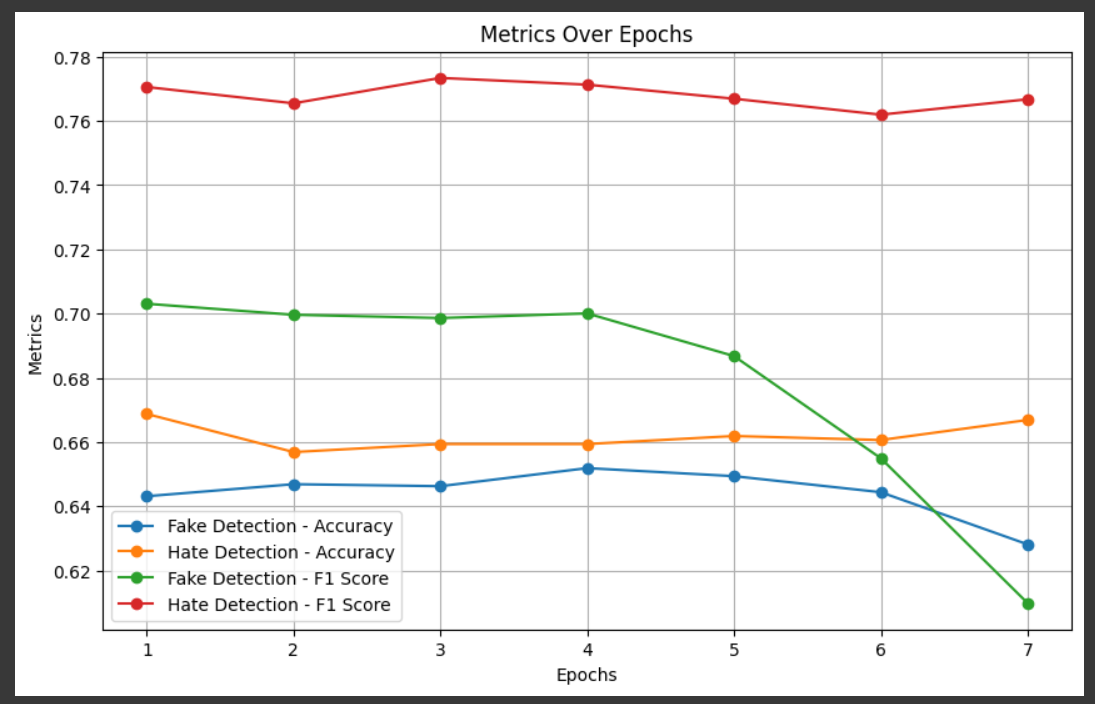 Metrics Over Epochs
0.78
0.76
0.74
0.72
0.70
0.68
0.66
0.64
0.62
Metrics
Fake Detection - Accuracy
Hate Detection - Accuracy
Fake Detection - F1 Score
Hate Detection - F1 Score
1 2 3 4 5 6 7
Epochs